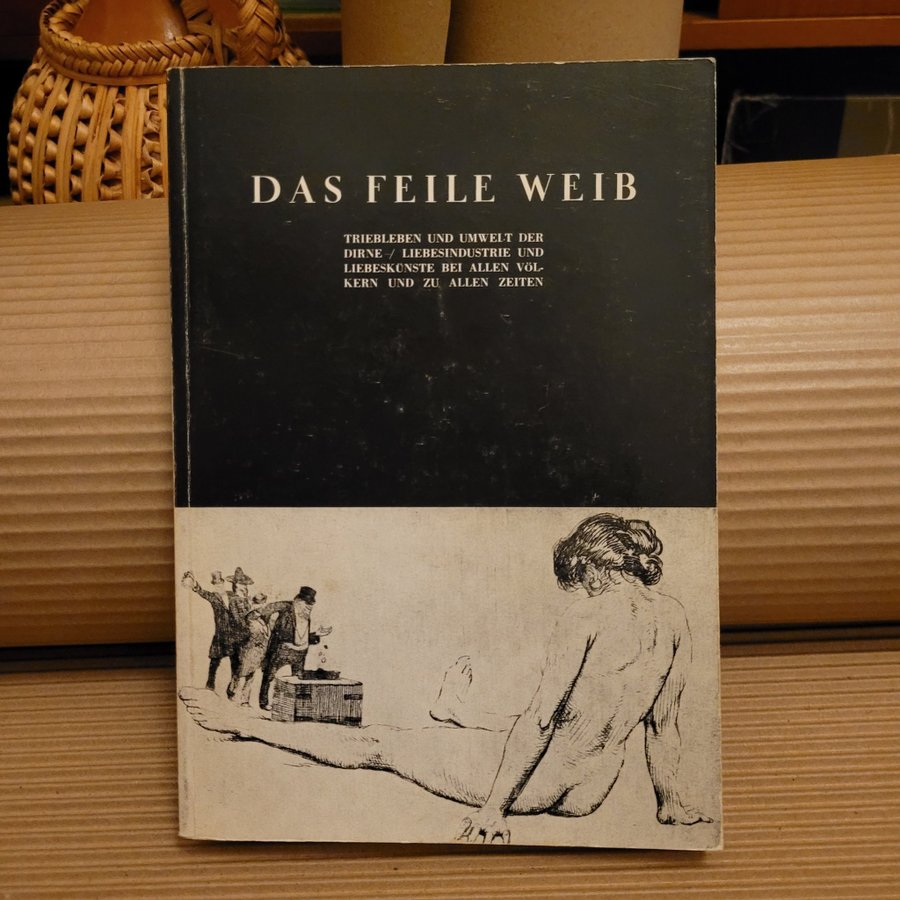 DAS FEILE WEIB
TRIEBLEBEN UND UMWELT DER
DIRNE / LIEBESINDUSTRIE UND
LIEBESKÜNSTE BEI ALLEN VÖL-
KERN UND ZU ALLEN ZEITEN